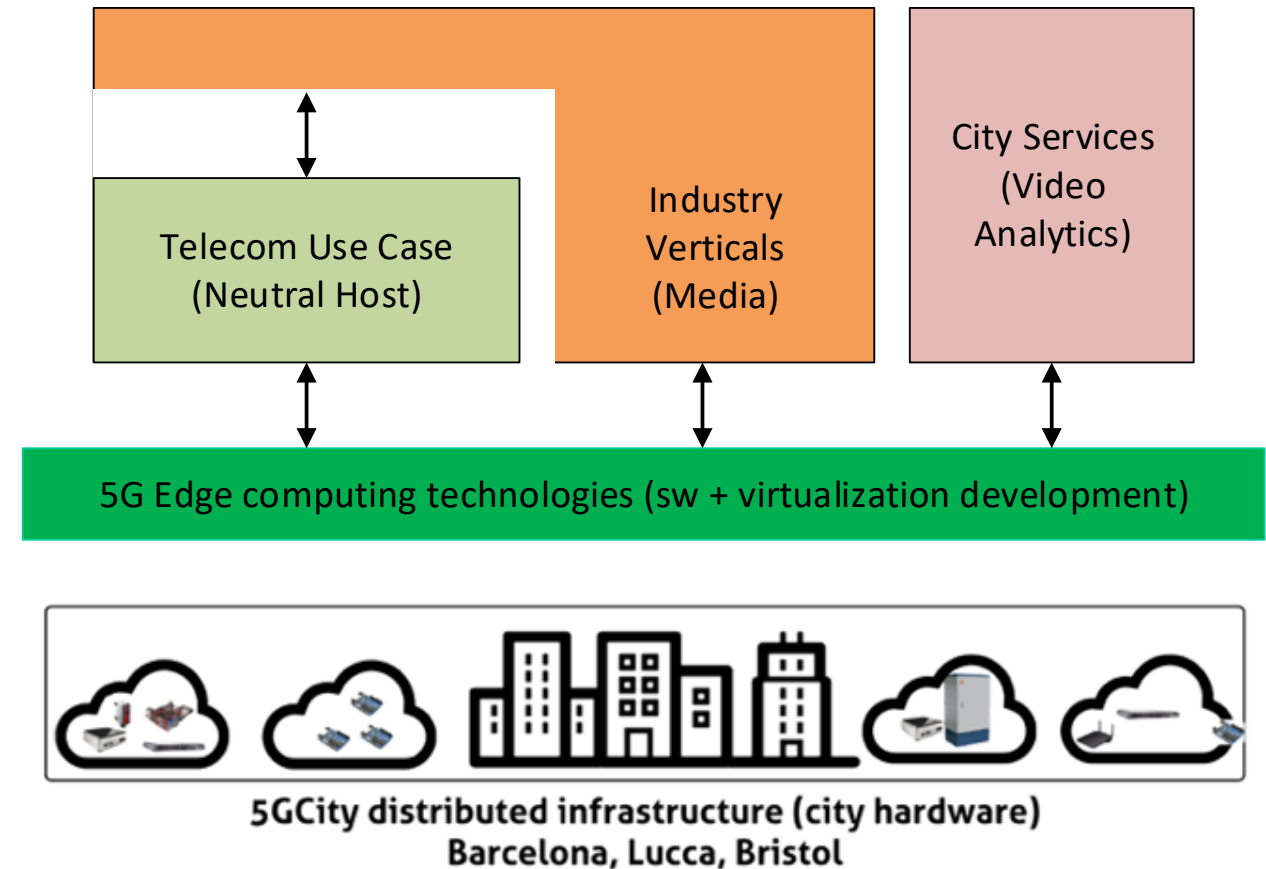 Telecom Use Case
(Neutral Host)
Industry
Verticals
(Media)
City Services
(Video
Analytics)
5G Edge computing technologies (sw + virtualization development)
5GCity distributed infrastructure (city hardware)
Barcelona, Lucca, Bristol